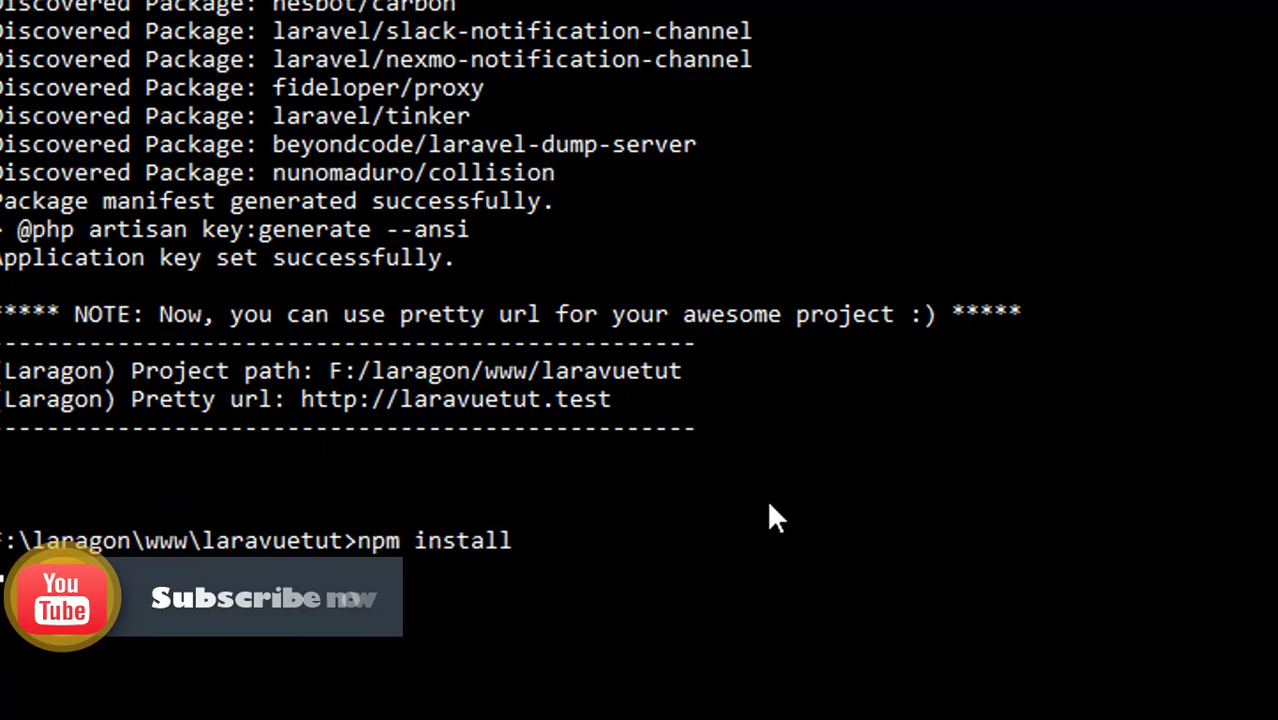 Discovered Package: nesbot/carbon
Discovered Package: laravel/slack-notification-channel
Discovered Package: laravel/nexmo-notification-channel
Discovered Package: fideloper/proxy
Discovered Package: laravel/tinker
Discovered Package: beyondcode/laravel-dump-server
Discovered Package: nunomaduro/collision
Package manifest generated successfully.
> @php artisan key:generate --ansi
Application key set successfully.
***** NOTE: Now, you can use pretty url for your awesome project :) *****
-------------------------------------------------
(Laragon) Project path: F:/laragon/www/laravuetut
(Laragon) Pretty url: http://laravuetut.test
-------------------------------------------------
F:\laragon\www\laravuetut>npm install
You
Tube
Subscribe now